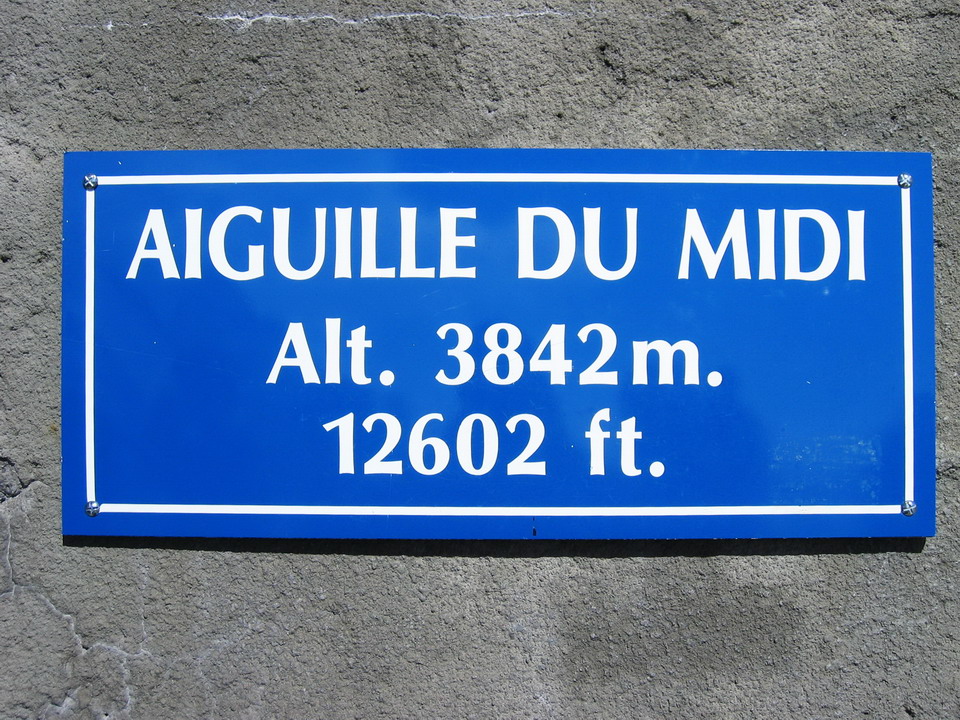 AIGUILLE DU MIDI
Alt. 3842m.
12602 ft.